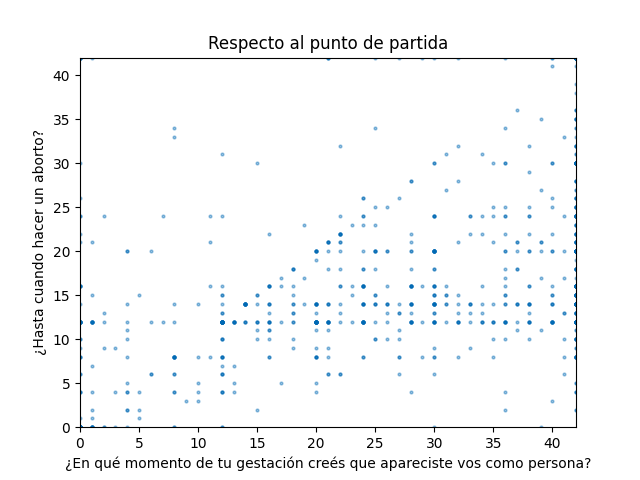 Respecto al punto de partida
¿Hasta cuando hacer un aborto?
40
35
30
25
20
15
10
5
0
0 5 10 15 20 25 30 35 40
¿En qué momento de tu gestación creés que apareciste vos como persona?